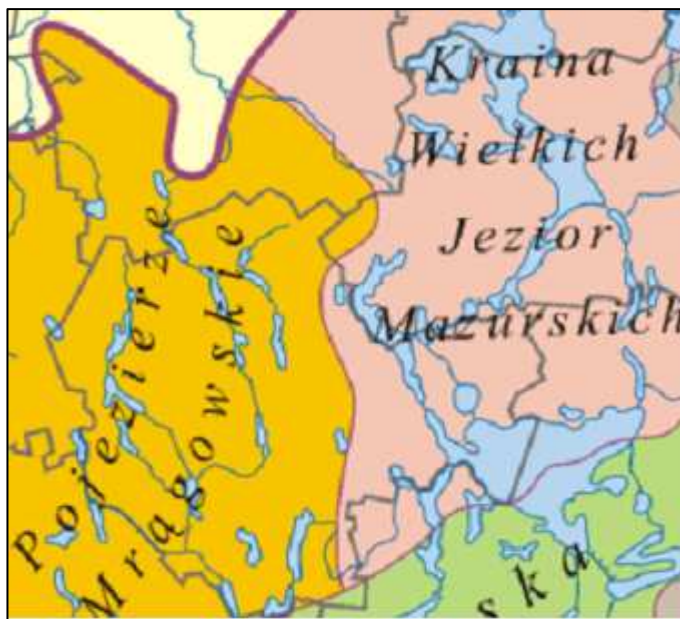 Kraina
Wielkich
Jezior
Mazurskich
Pojezierze
Mrągowskie
ska